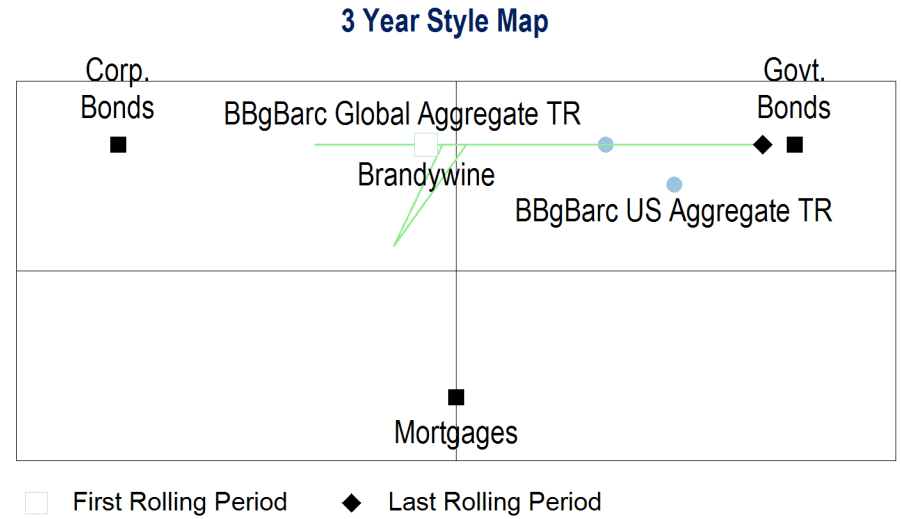 3 Year Style Map
Corp.
Bonds
Govt.
Bonds
BBgBarc Global Aggregate TR
Brandywine
BBgBarc US Aggregate TR
Mortgages
First Rolling Period
Last Rolling Period